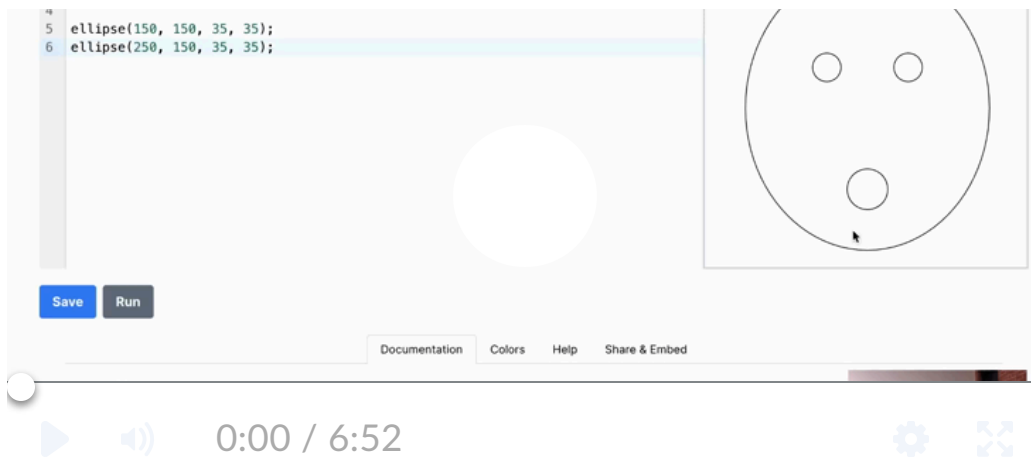 4
5 ellipse(150, 150, 35, 35);
6 ellipse(250, 150, 35, 35);
Save Run
Documentation Colors Help Share & Embed
0:00 / 6:52